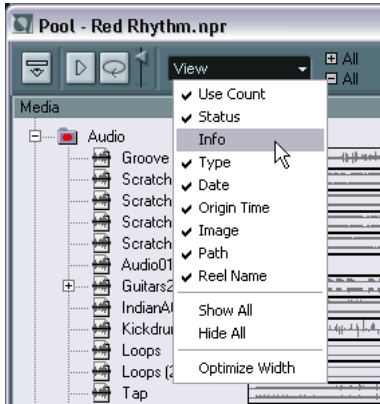 Pool - Red Rhythm.npr
View
All
All
Media
Use Count
Status
Info
Type
Date
Origin Time
Image
Path
Reel Name
Show All
Hide All
Optimize Width
Audio
Groove
Scratch
Scratch
Scratch
Scratch
Audio01
Guitars2
Kickdru
Loops
Loops (2
Tap